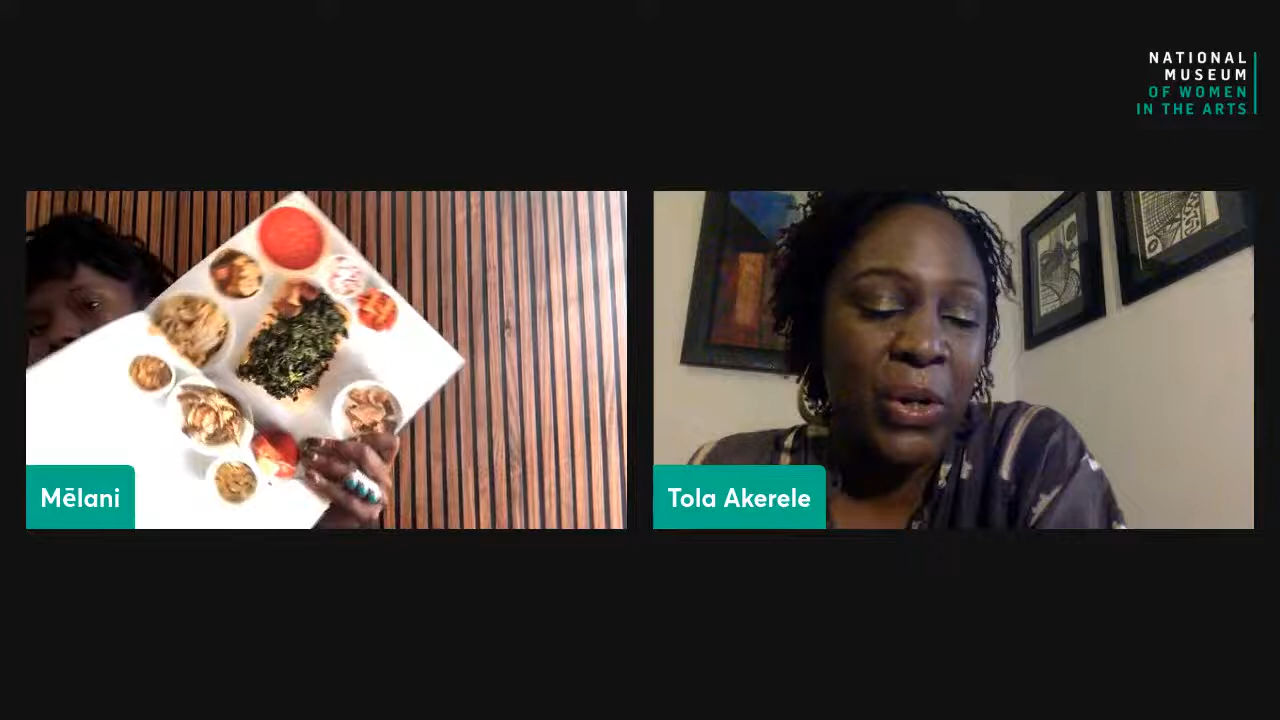 NATIONAL
MUSEUM
OF WOMEN
IN THE ARTS
Mēlani
Tola Akerele